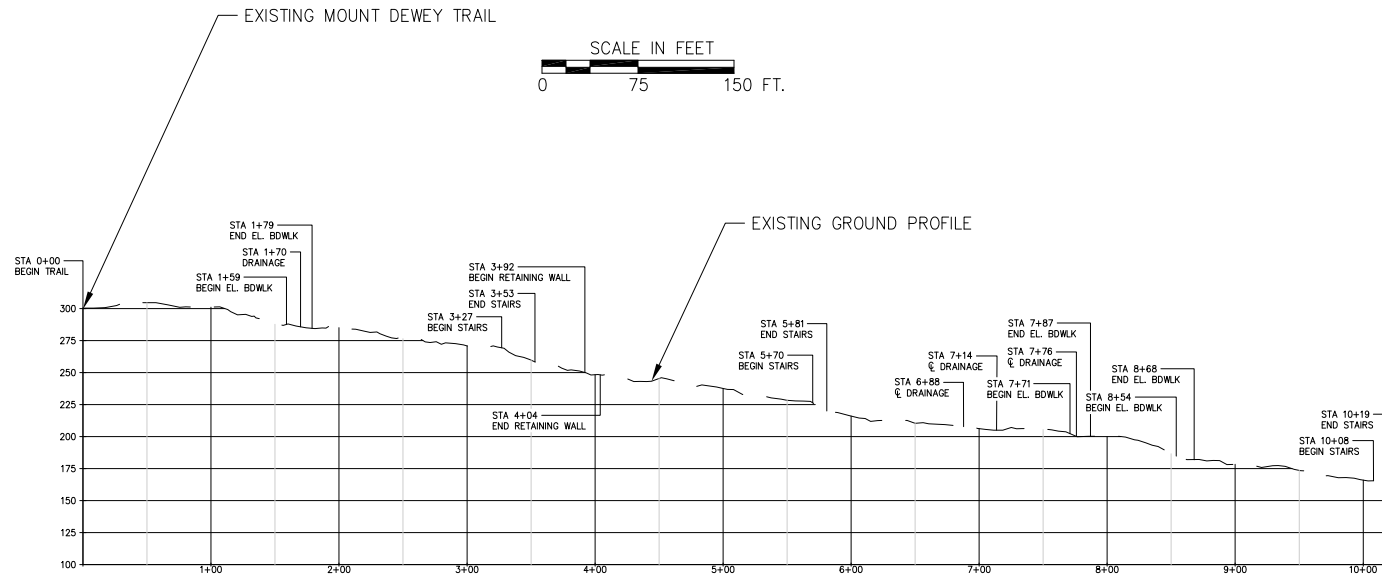 EXISTING MOUNT DEWEY TRAIL
SCALE IN FEET
0 75 150 FT.
EXISTING GROUND PROFILE
STA 0+00
BEGIN TRAIL
STA 1+59
BEGIN EL. BDWLK
STA 1+70
DRAINAGE
STA 1+79
END EL. BDWLK
STA 3+27
BEGIN STAIRS
STA 3+53
END STAIRS
STA 3+92
BEGIN RETAINING WALL
STA 4+04
END RETAINING WALL
STA 5+70
BEGIN STAIRS
STA 5+81
END STAIRS
STA 6+88
℄ DRAINAGE
STA 7+14
℄ DRAINAGE
STA 7+71
BEGIN EL. BDWLK
STA 7+76
℄ DRAINAGE
STA 7+87
END EL. BDWLK
STA 8+54
BEGIN EL. BDWLK
STA 8+68
END EL. BDWLK
STA 10+08
BEGIN STAIRS
STA 10+19
END STAIRS
300
275
250
225
200
175
150
125
100
1+00 2+00 3+00 4+00 5+00 6+00 7+00 8+00 9+00 10+00